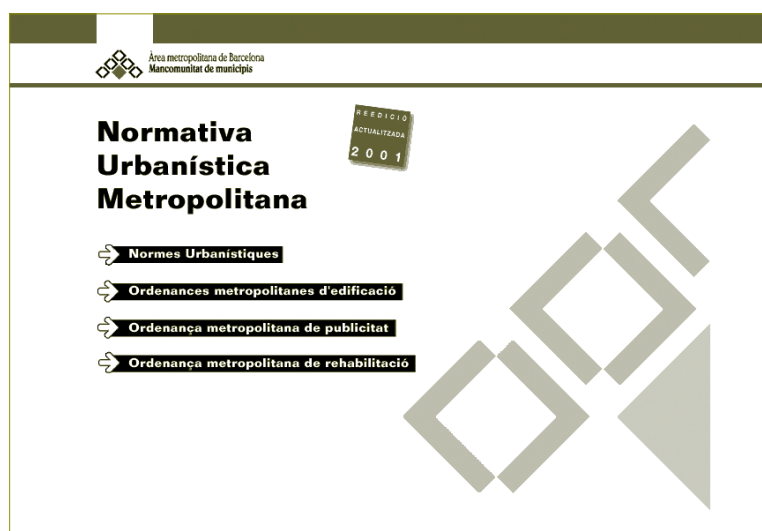 Àrea metropolitana de Barcelona
Mancomunitat de municipis
Normativa
Urbanística
Metropolitana
REEDICIÓ
ACTUALITZADA
2001
Normes Urbanístiques
Ordenances metropolitanes d'edificació
Ordenança metropolitana de publicitat
Ordenança metropolitana de rehabilitació